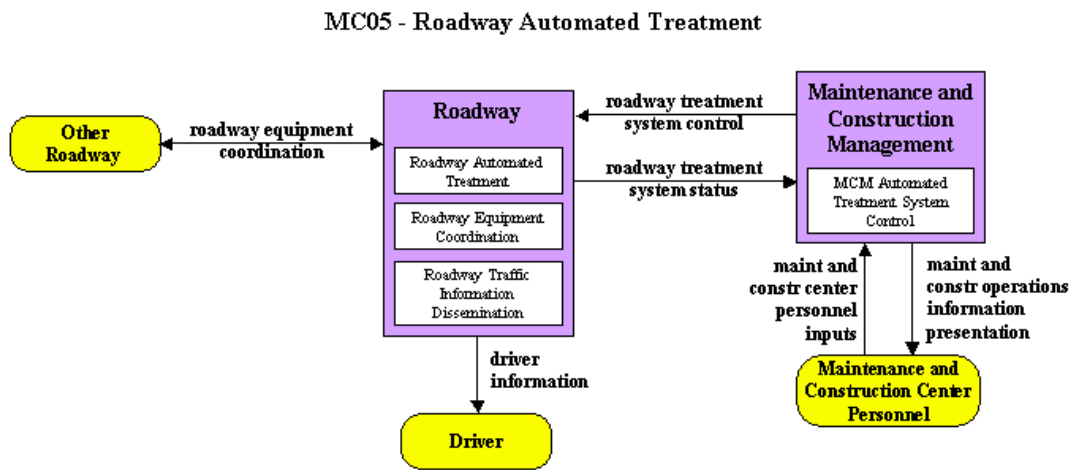 MC05 - Roadway Automated Treatment
Other
Roadway
roadway equipment
coordination
Roadway
Roadway Automated
Treatment
Roadway Equipment
Coordination
Roadway Traffic
Information
Dissemination
roadway treatment
system control
roadway treatment
system status
Maintenance and
Construction
Management
MCM Automated
Treatment System
Control
maint and
constr center
personnel
inputs
maint and
constr operations
information
presentation
driver
information
Driver
Maintenance and
Construction Center
Personnel